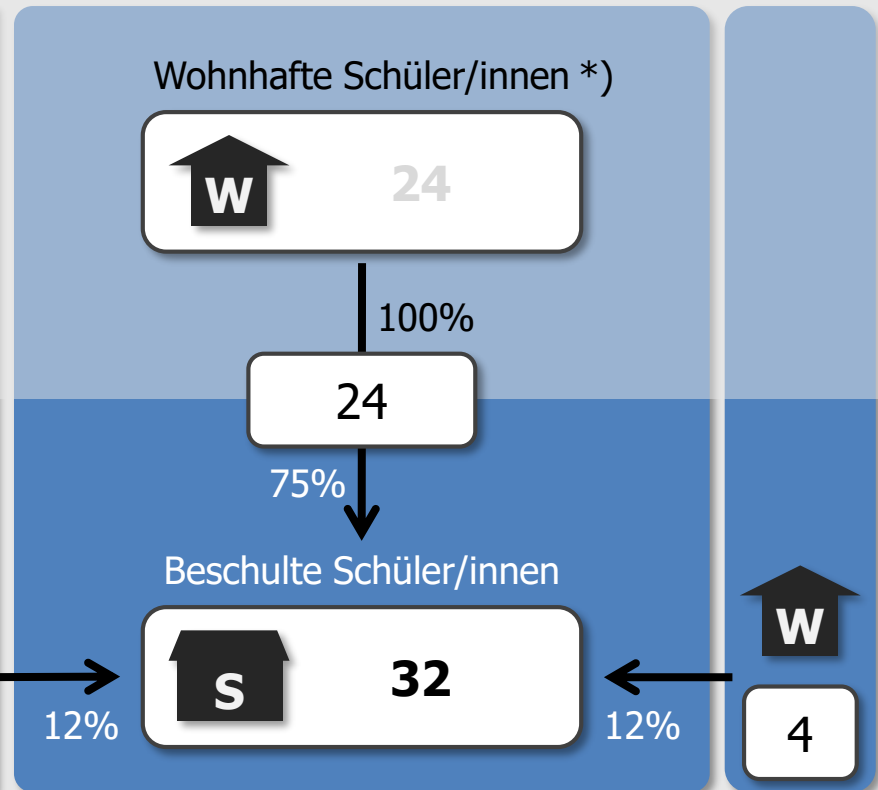 Wohnhafte Schüler/innen *)
W
24
100%
24
75%
Beschulte Schüler/innen
W
S
32
12%
12%
4